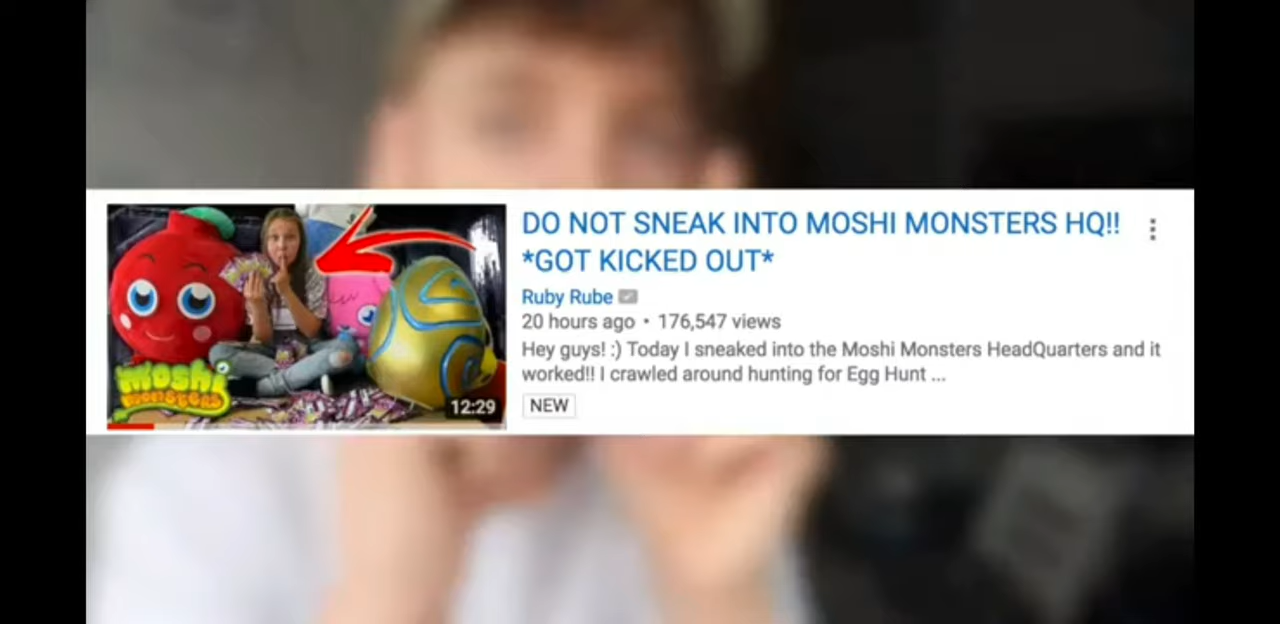 moshi
monsters
12:29
DO NOT SNEAK INTO MOSHI MONSTERS HQ!!
*GOT KICKED OUT*
Ruby Rube
20 hours ago • 176,547 views
Hey guys! :) Today I sneaked into the Moshi Monsters HeadQuarters and it
worked!! I crawled around hunting for Egg Hunt ...
NEW